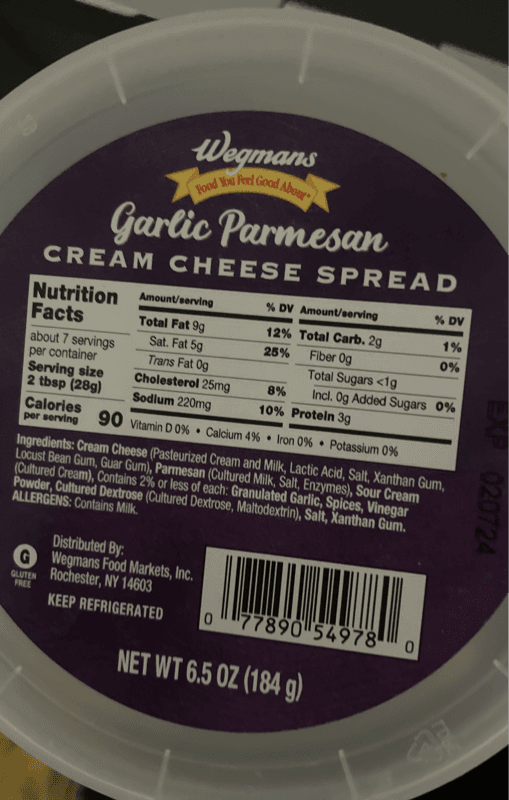 Wegmans
Food You Feel Good About
Garlic Parmesan
CREAM CHEESE SPREAD
Nutrition
Facts
about 7 servings
per container
Serving size
2 tbsp (28g)
Calories
per serving 90
Amount/serving % DV
Total Fat 9g 12%
Sat. Fat 5g 25%
Trans Fat 0g
Cholesterol 25mg 8%
Sodium 220mg 10%
Amount/serving % DV
Total Carb. 2g 1%
Fiber 0g 0%
Total Sugars <1g
Incl. 0g Added Sugars 0%
Protein 3g
Vitamin D 0% • Calcium 4% • Iron 0% • Potassium 0%
Ingredients: Cream Cheese (Pasteurized Cream and Milk, Lactic Acid, Salt, Xanthan Gum,
Locust Bean Gum, Guar Gum), Parmesan (Cultured Milk, Salt, Enzymes), Sour Cream
(Cultured Cream), Contains 2% or less of each: Granulated Garlic, Spices, Vinegar
Powder, Cultured Dextrose (Cultured Dextrose, Maltodextrin), Salt, Xanthan Gum.
ALLERGENS: Contains Milk.
G
GLUTEN
FREE
Distributed By:
Wegmans Food Markets, Inc.
Rochester, NY 14603
KEEP REFRIGERATED
0 77890 54978 0
NET WT 6.5 OZ (184 g)
EXP 020724